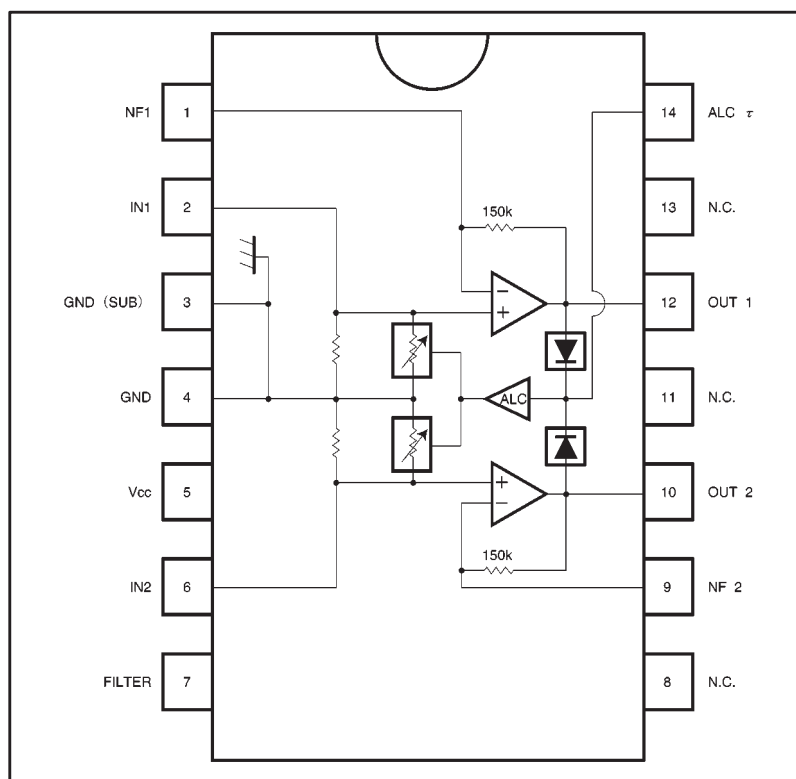 NF1 1
IN1 2
GND (SUB) 3
GND 4
Vcc 5
IN2 6
FILTER 7
150k
−
+
ALC
+
−
150k
14 ALC τ
13 N.C.
12 OUT 1
11 N.C.
10 OUT 2
9 NF 2
8 N.C.